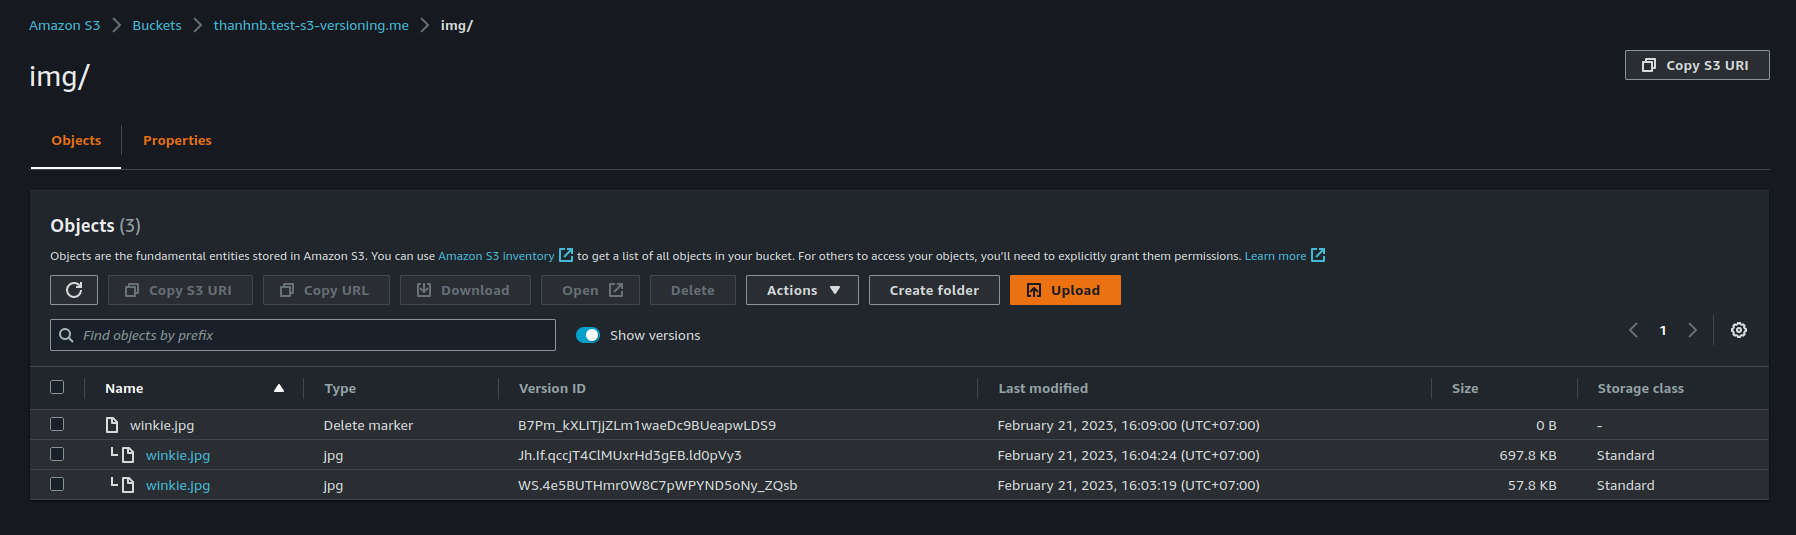 Amazon S3 > Buckets > thanhnb.test-s3-versioning.me > img/
img/
Copy S3 URI
Objects Properties
Objects (3)
Objects are the fundamental entities stored in Amazon S3. You can use Amazon S3 inventory to get a list of all objects in your bucket. For others to access your objects, you'll need to explicitly grant them permissions. Learn more
Copy S3 URI Copy URL Download Open Delete Actions Create folder Upload
Find objects by prefix Show versions 1
Name Type Version ID Last modified Size Storage class
winkie.jpg Delete marker B7Pm_kXLITjjZLm1waeDc9BUeapwLDS9 February 21, 2023, 16:09:00 (UTC+07:00) 0 B -
winkie.jpg jpg Jh.If.qccjT4ClMUxrHd3gEB.ld0pVy3 February 21, 2023, 16:04:24 (UTC+07:00) 697.8 KB Standard
winkie.jpg jpg WS.4e5BUTHmr0W8C7pWPYND5oNy_ZQsb February 21, 2023, 16:03:19 (UTC+07:00) 57.8 KB Standard